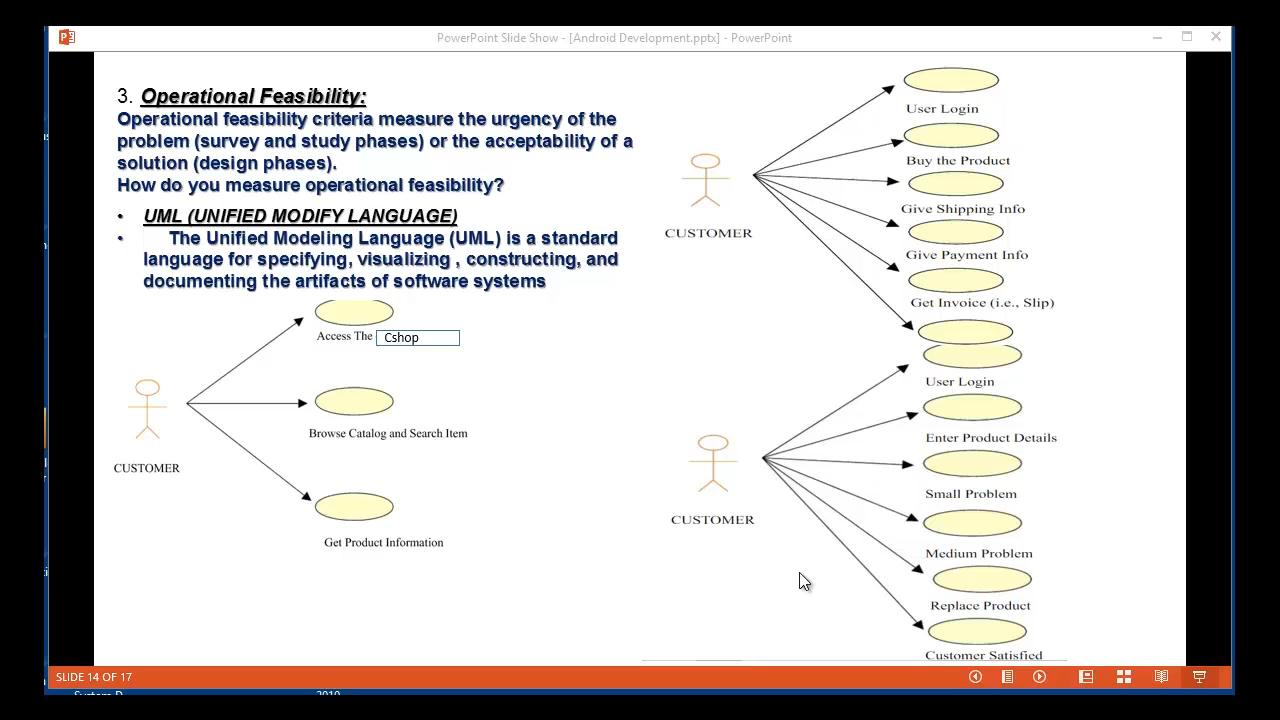 PowerPoint Slide Show - [Android Development.pptx] - PowerPoint
3. Operational Feasibility:
Operational feasibility criteria measure the urgency of the
problem (survey and study phases) or the acceptability of a
solution (design phases).
How do you measure operational feasibility?
• UML (UNIFIED MODIFY LANGUAGE)
• The Unified Modeling Language (UML) is a standard
language for specifying, visualizing , constructing, and
documenting the artifacts of software systems
Access The Cshop
Browse Catalog and Search Item
CUSTOMER
Get Product Information
User Login
Buy the Product
Give Shipping Info
CUSTOMER
Give Payment Info
Get Invoice (i.e., Slip)
User Login
Enter Product Details
Small Problem
CUSTOMER
Medium Problem
Replace Product
Customer Satisfied
SLIDE 14 OF 17